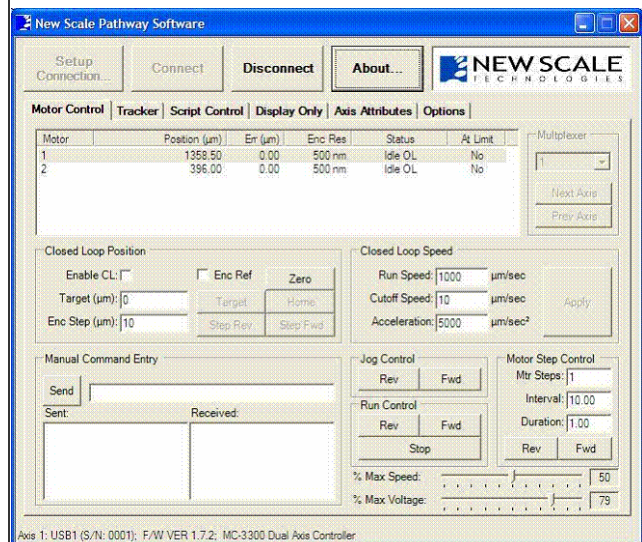 New Scale Pathway Software
Setup Connection...
Connect
Disconnect
About...
NEW SCALE
TECHNOLOGIES
Motor Control Tracker Script Control Display Only Axis Attributes Options
Motor Position (µm) Err (µm) Enc Res Status At Limit
1 1358.50 0.00 500 nm Idle OL No
2 396.00 0.00 500 nm Idle OL No
Multiplexer
1
Next Axis
Prev Axis
Closed Loop Position
Enable CL: Enc Ref Zero
Target (µm): 0 Target Home
Enc Step (µm): 10 Step Rev Step Fwd
Closed Loop Speed
Run Speed: 1000 µm/sec
Cutoff Speed: 10 µm/sec
Acceleration: 5000 µm/sec²
Apply
Manual Command Entry
Send
Sent: Received:
Jog Control
Rev Fwd
Run Control
Rev Fwd
Stop
Motor Step Control
Mtr Steps: 1
Interval: 10.00
Duration: 1.00
Rev Fwd
% Max Speed: 50
% Max Voltage: 79
Axis 1: USB1 (S/N: 0001); F/W VER 1.7.2; MC-3300 Dual Axis Controller